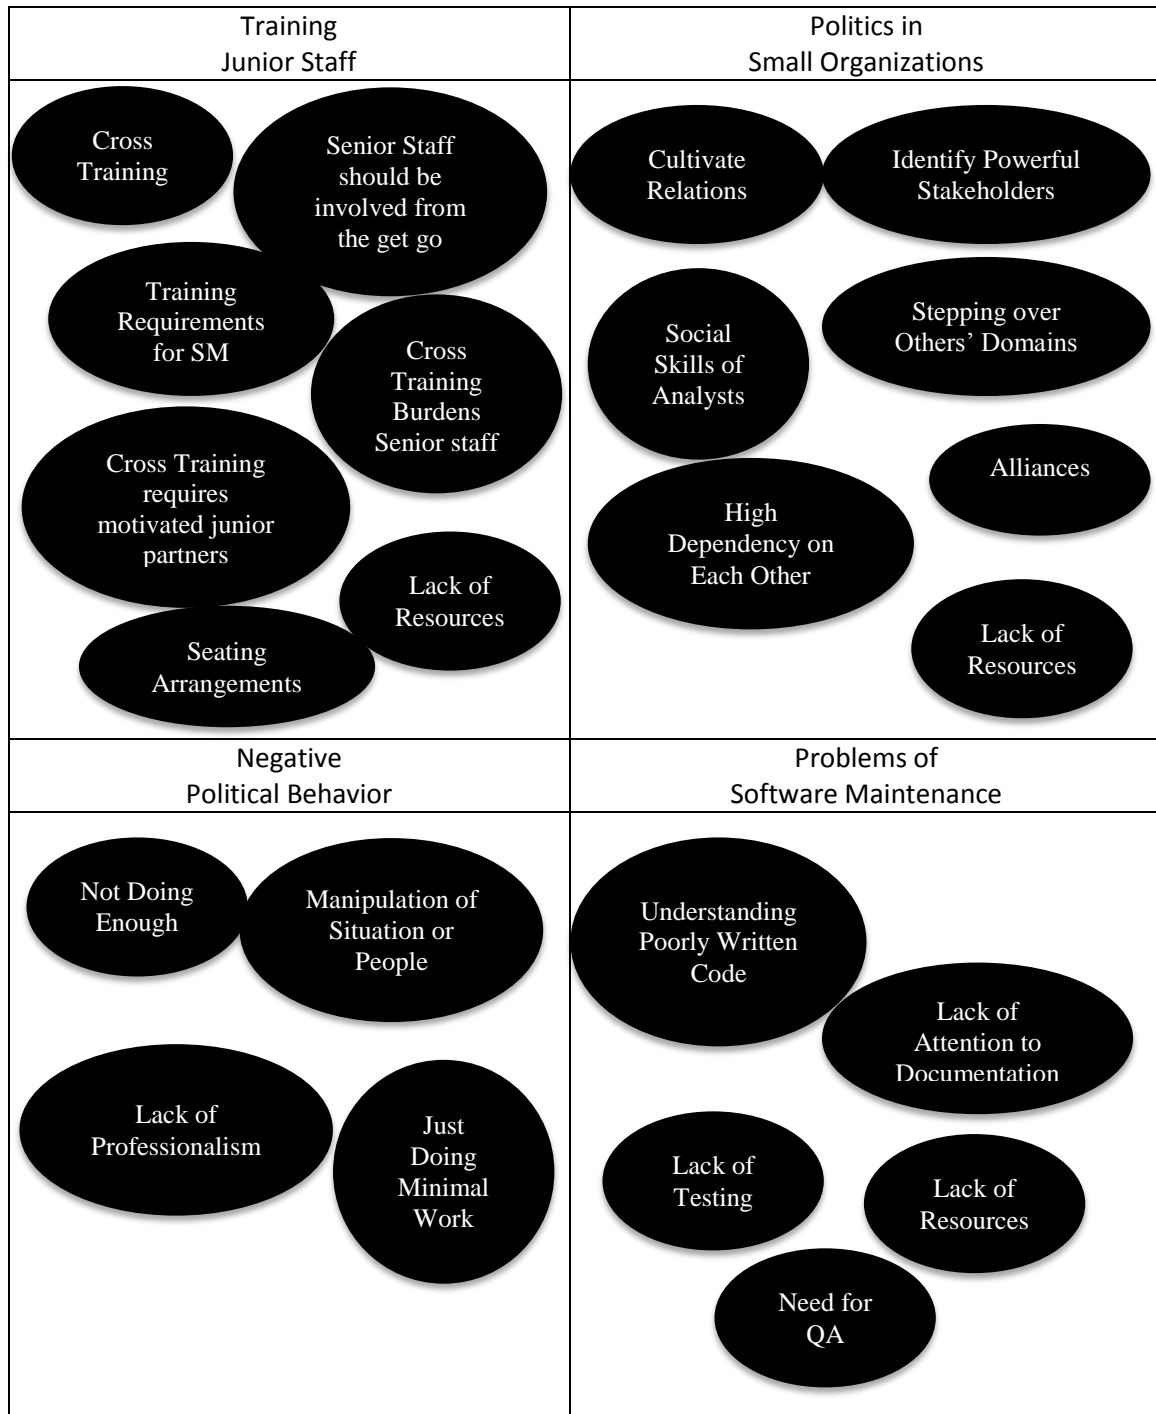 Training
Junior Staff
Politics in
Small Organizations
Cross
Training
Senior Staff
should be
involved from
the get go
Training
Requirements
for SM
Cross
Training
Burdens
Senior staff
Cross Training
requires
motivated junior
partners
Lack of
Resources
Seating
Arrangements
Cultivate
Relations
Identify Powerful
Stakeholders
Social
Skills of
Analysts
Stepping over
Others’ Domains
Alliances
High
Dependency on
Each Other
Lack of
Resources
Negative
Political Behavior
Problems of
Software Maintenance
Not Doing
Enough
Manipulation of
Situation or
People
Lack of
Professionalism
Just
Doing
Minimal
Work
Understanding
Poorly Written
Code
Lack of
Attention to
Documentation
Lack of
Testing
Lack of
Resources
Need for
QA